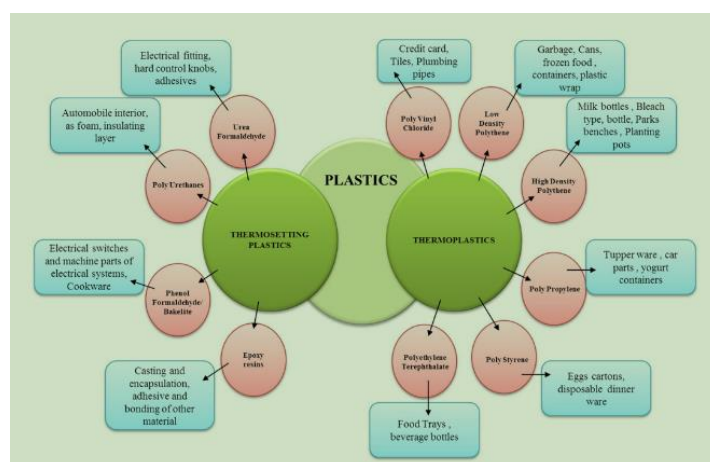 PLASTICS
THERMOSETTING
PLASTICS
Urea
Formaldehyde
Electrical fitting,
hard control knobs,
adhesives
Poly Urethanes
Automobile interior,
as foam, insulating
layer
Phenol
Formaldehyde/
Bakelite
Electrical switches
and machine parts of
electrical systems,
Cookware
Epoxy
resins
Casting and
encapsulation,
adhesive and
bonding of other
material
THERMOPLASTICS
Poly Vinyl
Chloride
Credit card,
Tiles, Plumbing
pipes
Low
Density
Polythene
Garbage, Cans,
frozen food ,
containers, plastic
wrap
High Density
Polythene
Milk bottles , Bleach
type, bottle, Parks
benches , Planting
pots
Poly Propylene
Tupper ware , car
parts , yogurt
containers
Poly Styrene
Eggs cartons,
disposable dinner
ware
Polyethylene
Terephthalate
Food Trays ,
beverage bottles